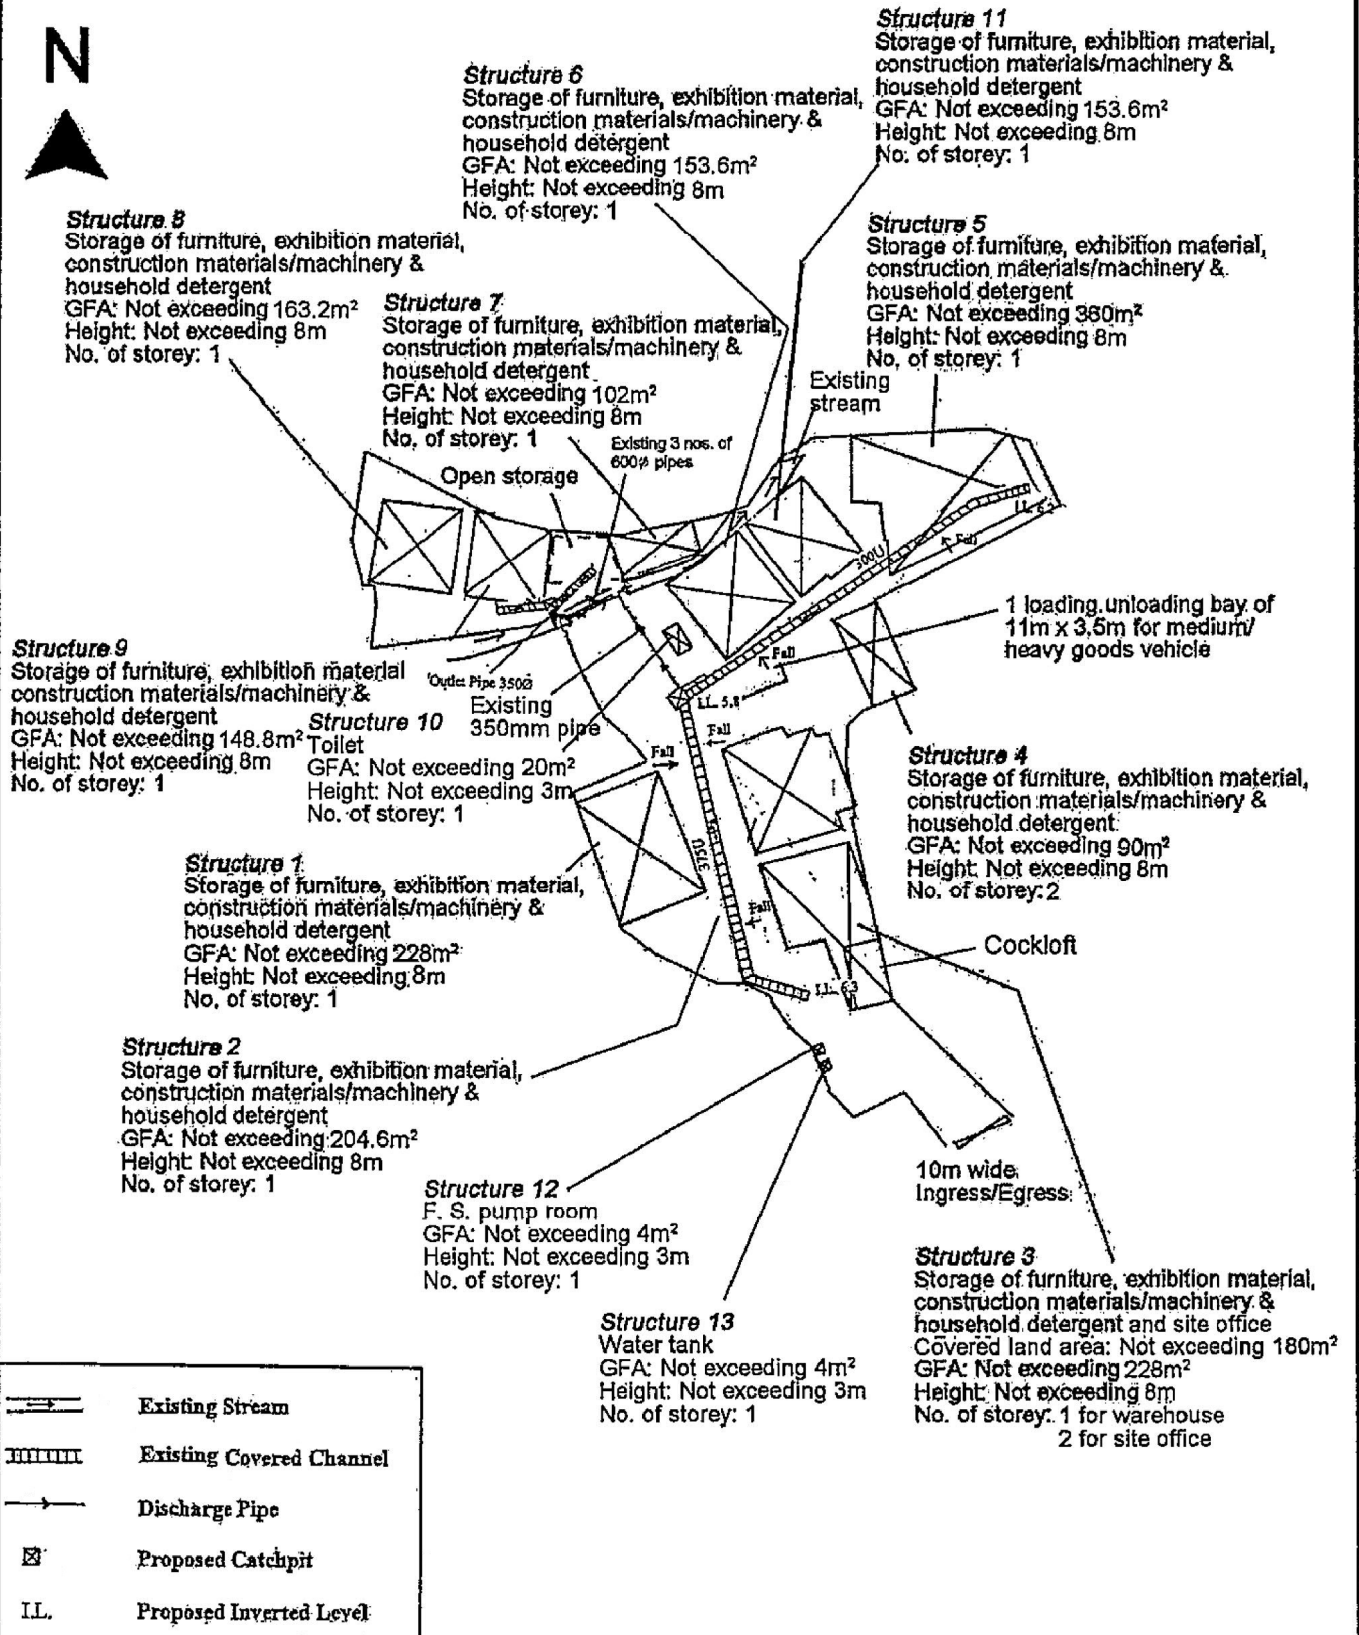 N
Structure 11
Storage of furniture, exhibition material,
construction materials/machinery &
household detergent
GFA: Not exceeding 153.6m²
Height: Not exceeding 8m
No. of storey: 1
Structure 6
Storage of furniture, exhibition material,
construction materials/machinery &
household detergent
GFA: Not exceeding 153.6m²
Height: Not exceeding 8m
No. of storey: 1
Structure 8
Storage of furniture, exhibition material,
construction materials/machinery &
household detergent
GFA: Not exceeding 163.2m²
Height: Not exceeding 8m
No. of storey: 1
Structure 5
Storage of furniture, exhibition material,
construction materials/machinery &
household detergent
GFA: Not exceeding 360m²
Height: Not exceeding 8m
No. of storey: 1
Structure 7
Storage of furniture, exhibition material,
construction materials/machinery &
household detergent
GFA: Not exceeding 102m²
Height: Not exceeding 8m
No. of storey: 1
Existing
stream
Existing 3 nos. of
600ø pipes
Open storage
I.L.
Fall
300U
1 loading.unloading bay of
11m x 3.5m for medium/
heavy goods vehicle
Structure 9
Storage of furniture, exhibition material
construction materials/machinery &
household detergent
GFA: Not exceeding 148.8m²
Height: Not exceeding 8m
No. of storey: 1
Outlet Pipe 350Ø
Existing
350mm pipe
Fall
I.L. 5.8
Fall
Fall
Structure 10
Toilet
GFA: Not exceeding 20m²
Height: Not exceeding 3m
No. of storey: 1
Structure 4
Storage of furniture, exhibition material,
construction materials/machinery &
household detergent
GFA: Not exceeding 90m²
Height: Not exceeding 8m
No. of storey: 2
375U
Structure 1
Storage of furniture, exhibition material,
construction materials/machinery &
household detergent
GFA: Not exceeding 228m²
Height: Not exceeding 8m
No. of storey: 1
Fall
Cockloft
I.L. 6.3
Structure 2
Storage of furniture, exhibition material,
construction materials/machinery &
household detergent
GFA: Not exceeding 204.6m²
Height: Not exceeding 8m
No. of storey: 1
10m wide
Ingress/Egress
Structure 12
F. S. pump room
GFA: Not exceeding 4m²
Height: Not exceeding 3m
No. of storey: 1
Structure 3
Storage of furniture, exhibition material,
construction materials/machinery &
household detergent and site office
Covered land area: Not exceeding 180m²
GFA: Not exceeding 228m²
Height: Not exceeding 8m
No. of storey: 1 for warehouse
2 for site office
Structure 13
Water tank
GFA: Not exceeding 4m²
Height: Not exceeding 3m
No. of storey: 1
Existing Stream
Existing Covered Channel
Discharge Pipe
Proposed Catchpit
I.L. Proposed Inverted Level